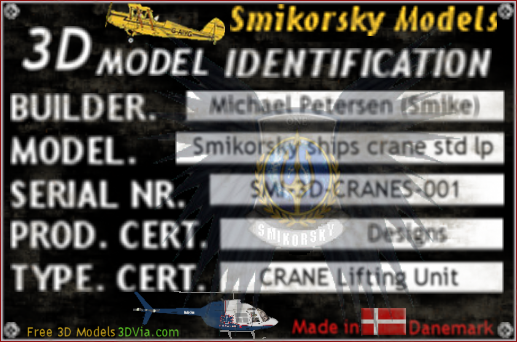 Smikorsky Models
3D MODEL IDENTIFICATION
BUILDER. Michael Petersen (Smike)
MODEL. Smikorsky ships crane std lp
SERIAL NR. SMI-3D-CRANES-001
SMIKORSKY
PROD. CERT. Designs
TYPE. CERT. CRANE Lifting Unit
Free 3D Models 3DVia.com
Made in Danemark